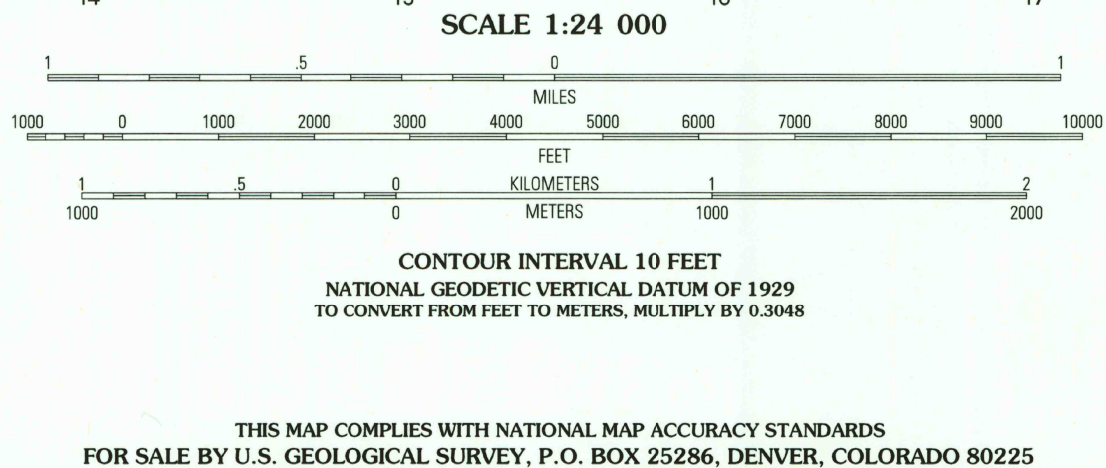 SCALE 1:24 000
1 .5 0 1
MILES
1000 0 1000 2000 3000 4000 5000 6000 7000 8000 9000 10000
FEET
1 .5 0 KILOMETERS 1 2
1000 0 METERS 1000 2000
CONTOUR INTERVAL 10 FEET
NATIONAL GEODETIC VERTICAL DATUM OF 1929
TO CONVERT FROM FEET TO METERS, MULTIPLY BY 0.3048
THIS MAP COMPLIES WITH NATIONAL MAP ACCURACY STANDARDS
FOR SALE BY U.S. GEOLOGICAL SURVEY, P.O. BOX 25286, DENVER, COLORADO 80225